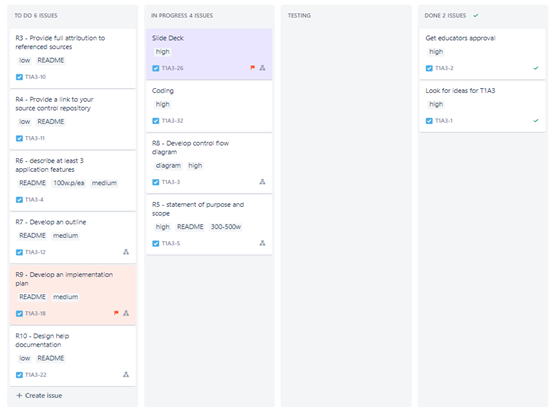 TO DO 6 ISSUES
R3 - Provide full attribution to
referenced sources
low README
T1A3-10
R4 - Provide a link to your
source control repository
low README
T1A3-11
R6 - describe at least 3
application features
README 100w.p/ea medium
T1A3-4
R7 - Develop an outline
README medium
T1A3-12
R9 - Develop an implementation
plan
README medium
T1A3-18
R10 - Design help
documentation
low README
T1A3-22
+ Create issue
IN PROGRESS 4 ISSUES
Slide Deck
high
T1A3-26
Coding
high
T1A3-32
R8 - Develop control flow
diagram
diagram high
T1A3-3
R5 - statement of purpose and
scope
high README 300-500w
T1A3-5
TESTING
DONE 2 ISSUES
Get educators approval
high
T1A3-2
Look for ideas for T1A3
high
T1A3-1